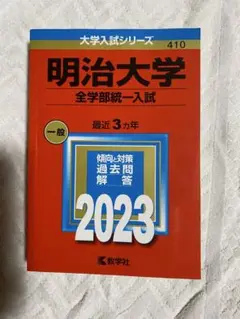 大学入試シリーズ 410
明治大学
全学部統一入試
一般
最近3カ年
傾向と対策
過去問
解答
2023
教学社